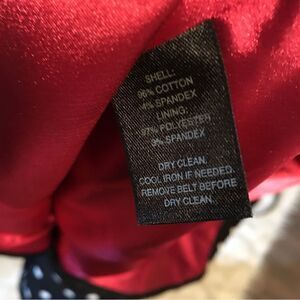 SHELL:
96% COTTON
4% SPANDEX
LINING:
97% POLYESTER
3% SPANDEX
DRY CLEAN.
COOL IRON IF NEEDED.
REMOVE BELT BEFORE
DRY CLEAN.